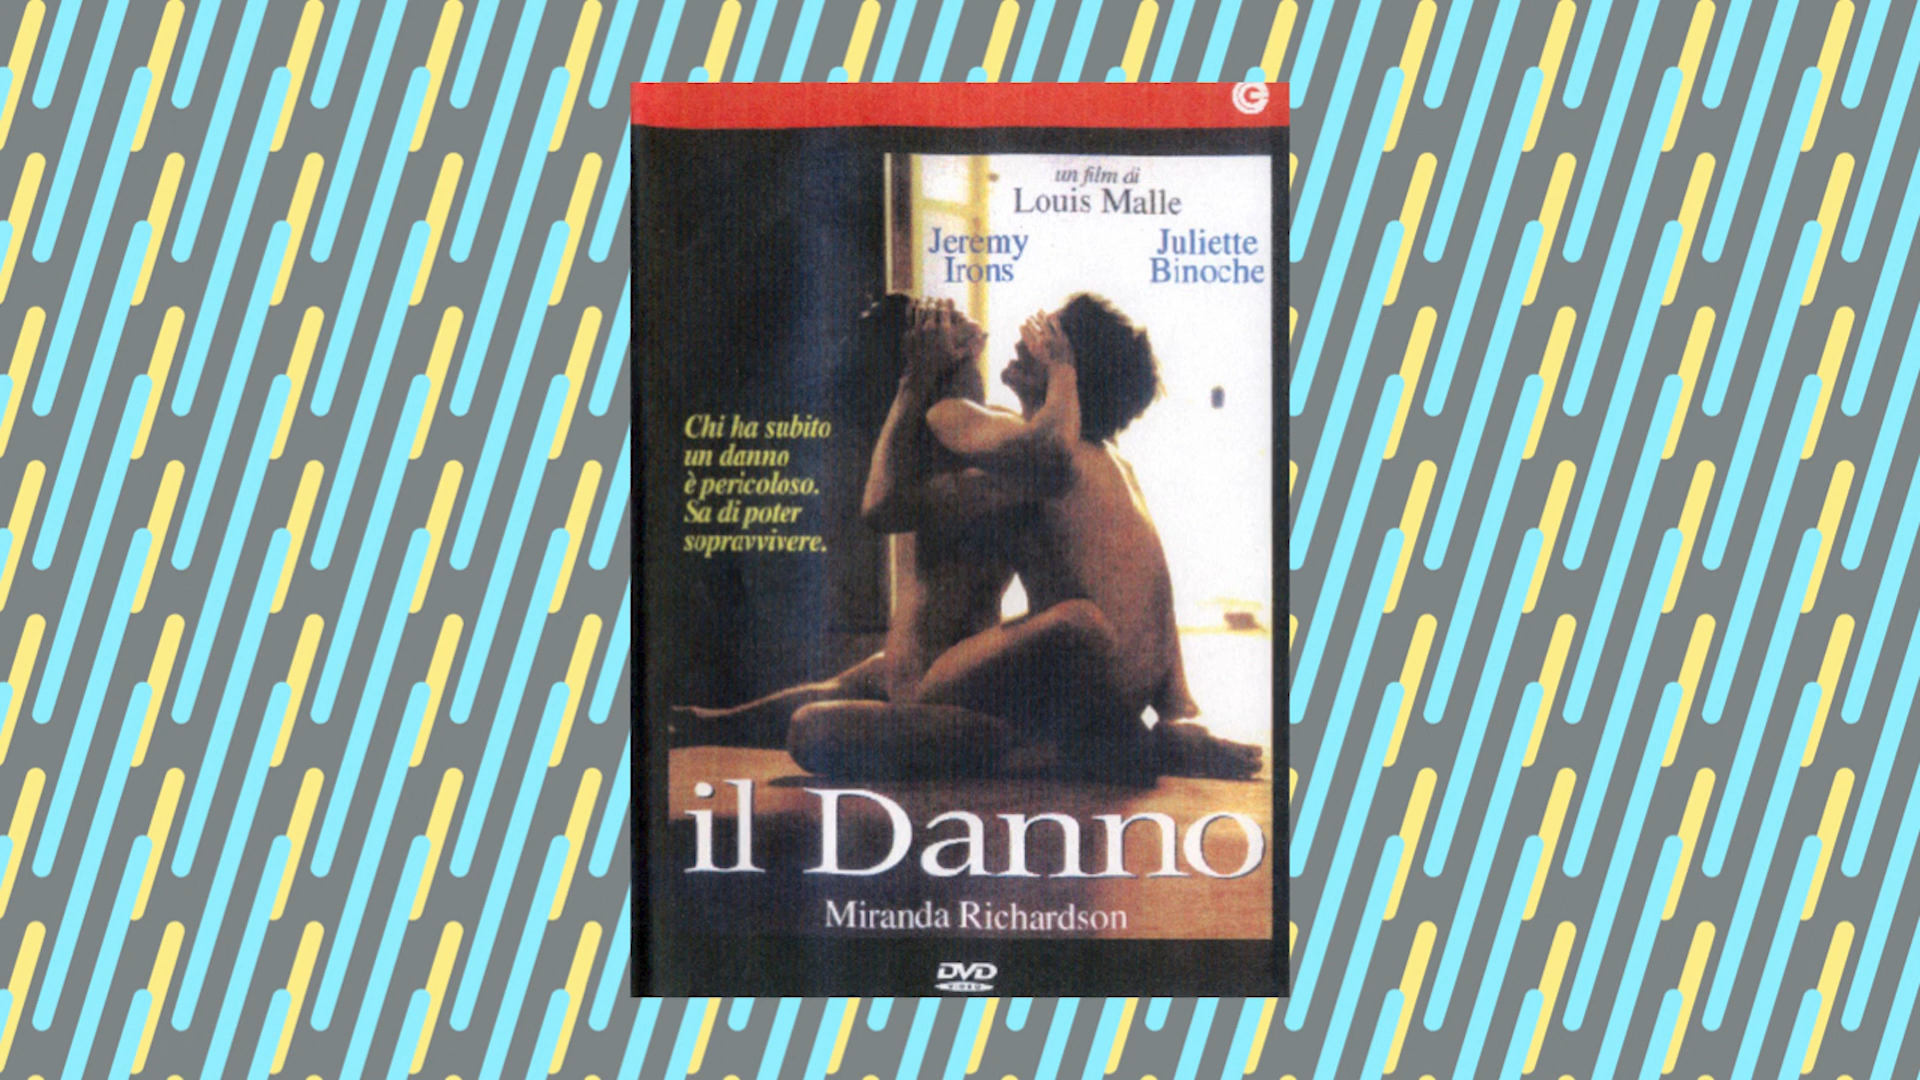 un film di
Louis Malle
Jeremy
Irons
Juliette
Binoche
Chi ha subito
un danno
è pericoloso.
Sa di poter
sopravvivere.
il Danno
Miranda Richardson
DVD
VIDEO